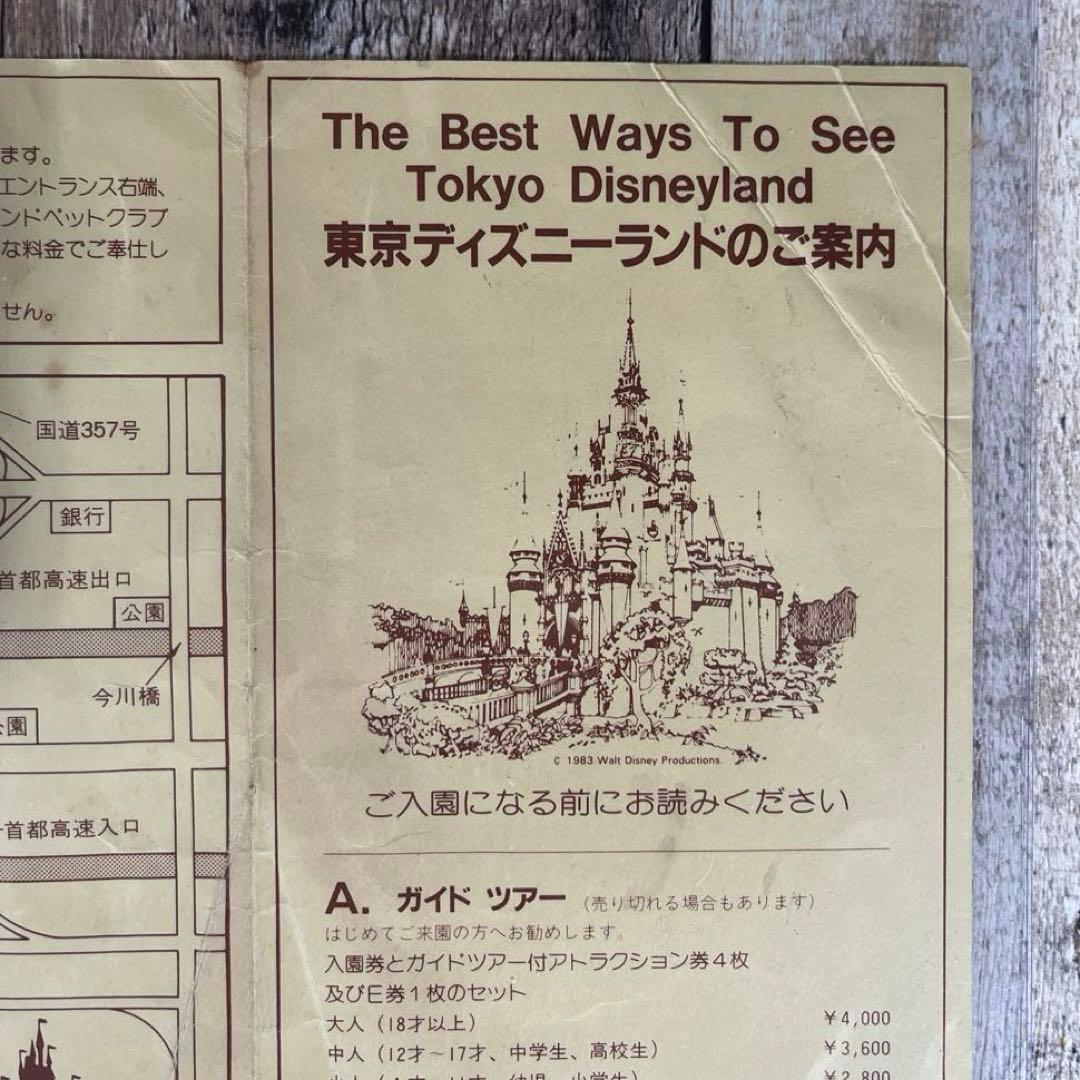 ます。
エントランス右端、
ンドペットクラブ
な料金でご奉仕し
せん。
国道357号
銀行
首都高速出口
公園
今川橋
公園
首都高速入口
The Best Ways To See
Tokyo Disneyland
東京ディズニーランドのご案内
© 1983 Walt Disney Productions.
ご入園になる前にお読みください
A. ガイド ツアー (売り切れる場合もあります)
はじめてご来園の方へお勧めします。
入園券とガイドツアー付アトラクション券4枚
及びE券1枚のセット
大人 (18才以上) ¥4,000
中人 (12才～17才、中学生、高校生) ¥3,600
¥2,800